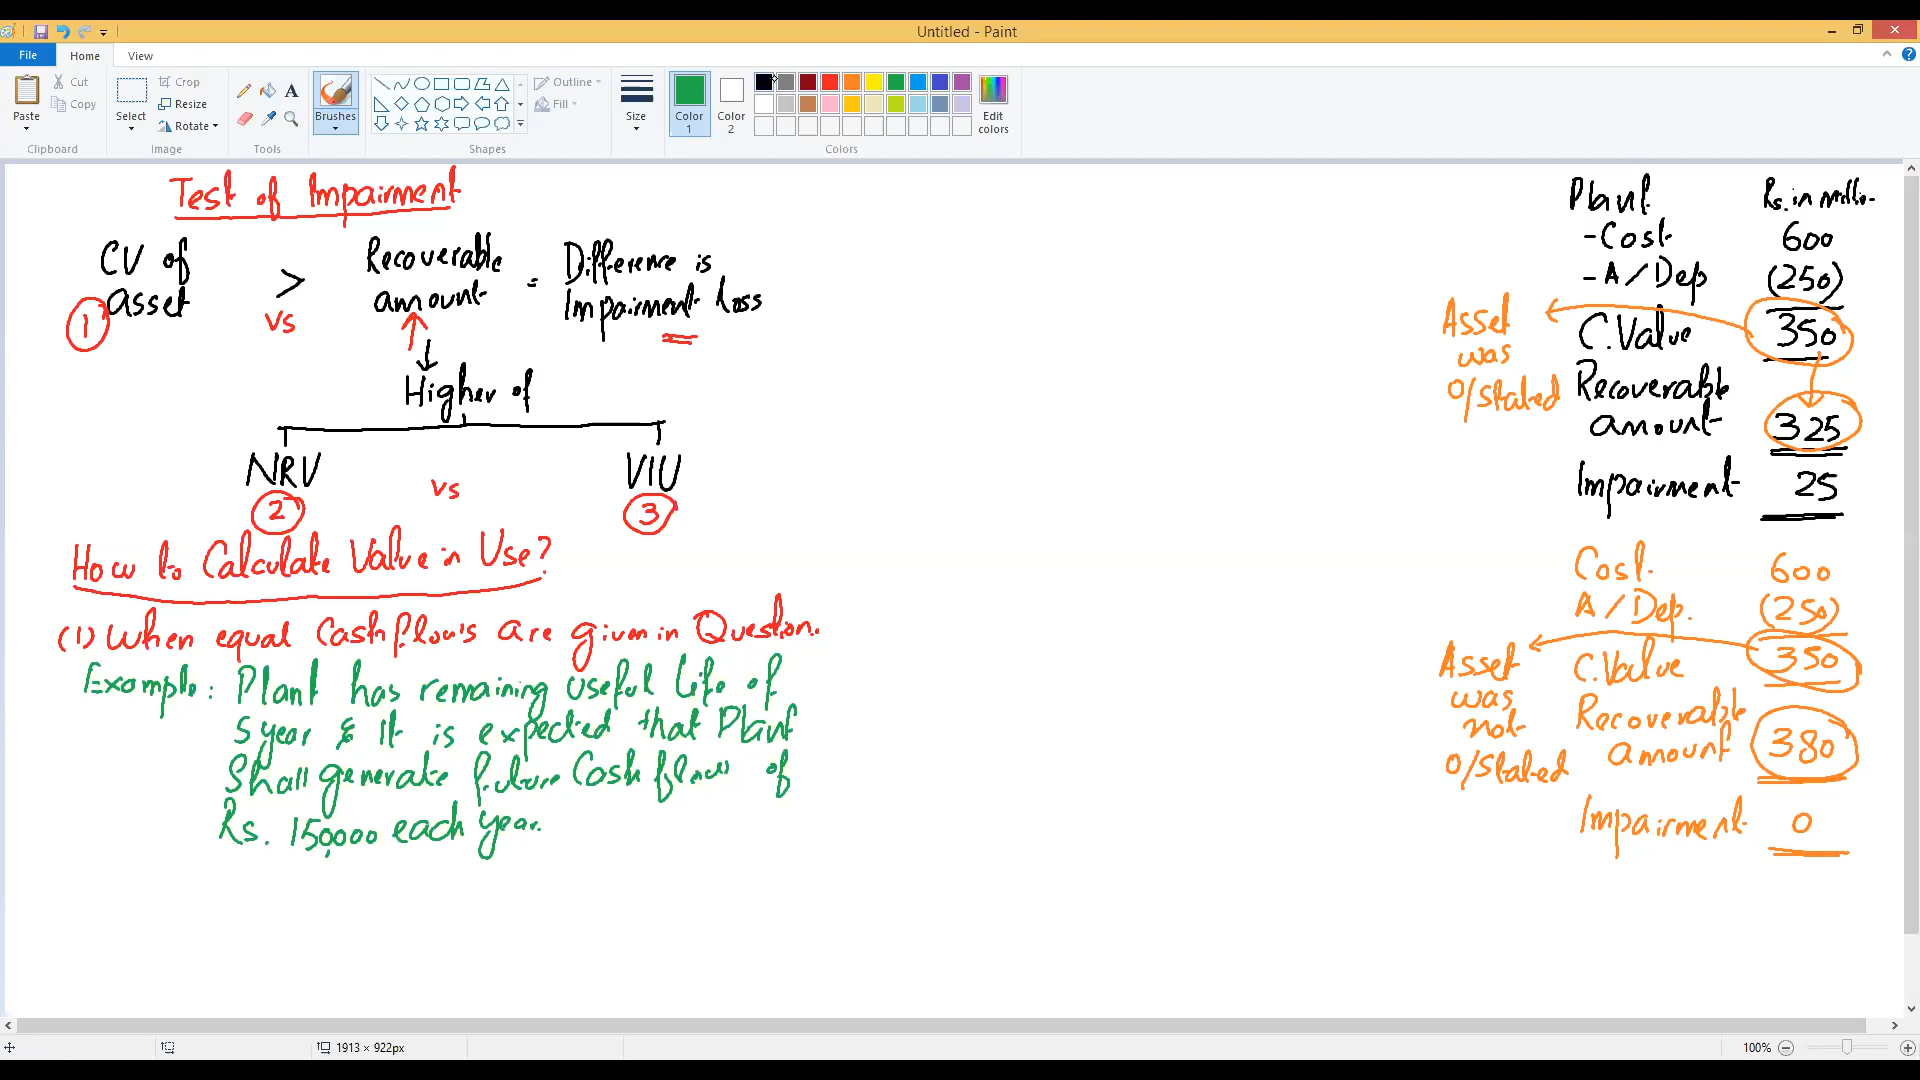 Untitled - Paint
File Home View
Paste
Cut
Copy
Clipboard
Select
Crop
Resize
Rotate
Image
Tools
Brushes
Shapes
Outline
Fill
Size
Color 1
Color 2
Edit colors
Colors
Test of Impairment
CV of asset > Recoverable amount = Difference is Impairment Loss
1 vs
Higher of
NRV vs VIU
2 3
How to Calculate Value in Use?
(1) When equal Cashflows are given in Question.
Example: Plant has remaining useful life of
5 year & It is expected that Plant
Shall generate future Cash flows of
Rs. 150,000 each year.
Plant Rs. in millio
- Cost 600
- A/Dep (250)
C.Value 350
Asset was o/stated
Recoverable amount 325
Impairment 25
Cost 600
A/Dep. (250)
C.Value 350
Asset was not o/stated
Recoverable amount 380
Impairment 0
1913 × 922px
100%